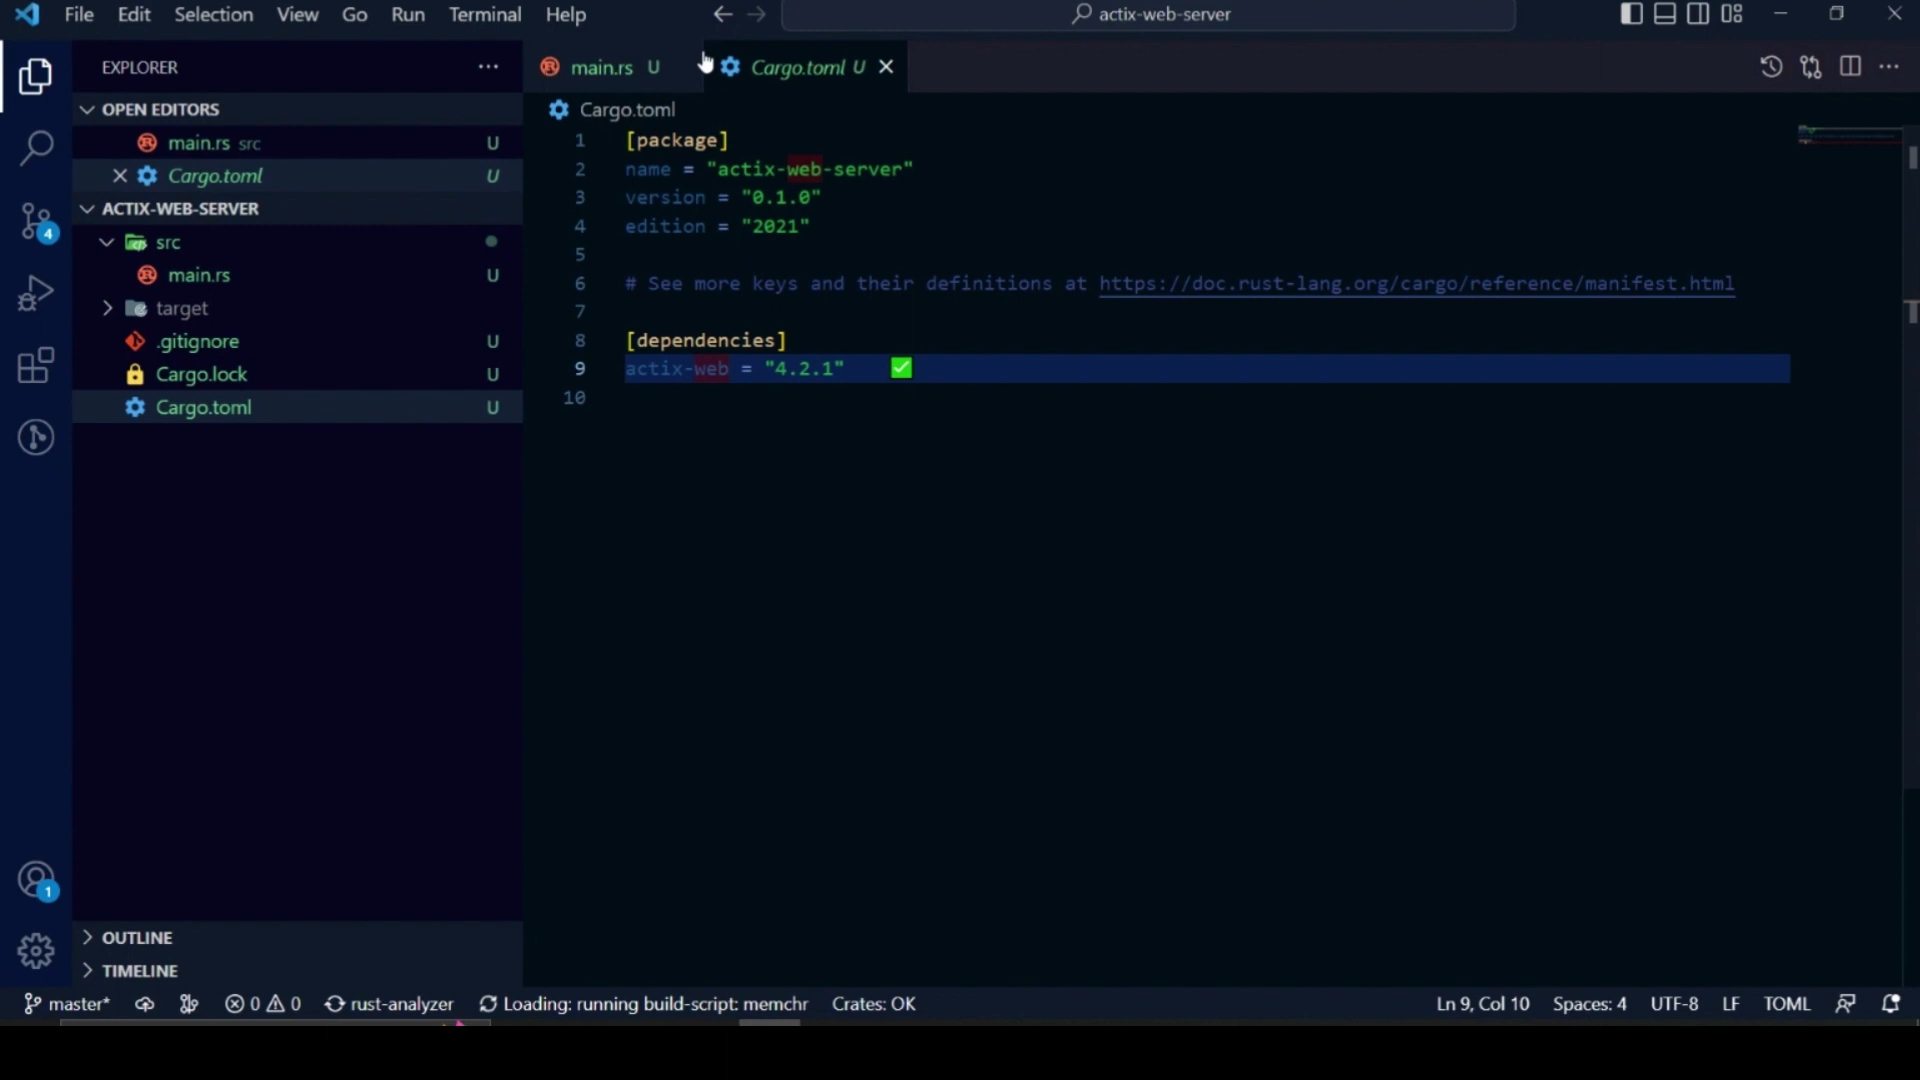 File Edit Selection View Go Run Terminal Help
actix-web-server
EXPLORER
OPEN EDITORS
main.rs src U
Cargo.toml U
ACTIX-WEB-SERVER
src
main.rs U
target
.gitignore U
Cargo.lock U
Cargo.toml U
OUTLINE
TIMELINE
4
1
main.rs U
Cargo.toml U
Cargo.toml
1 [package]
2 name = "actix-web-server"
3 version = "0.1.0"
4 edition = "2021"
5
6 # See more keys and their definitions at https://doc.rust-lang.org/cargo/reference/manifest.html
7
8 [dependencies]
9 actix-web = "4.2.1" ✅
10
master* 0 0 rust-analyzer Loading: running build-script: memchr Crates: OK Ln 9, Col 10 Spaces: 4 UTF-8 LF TOML